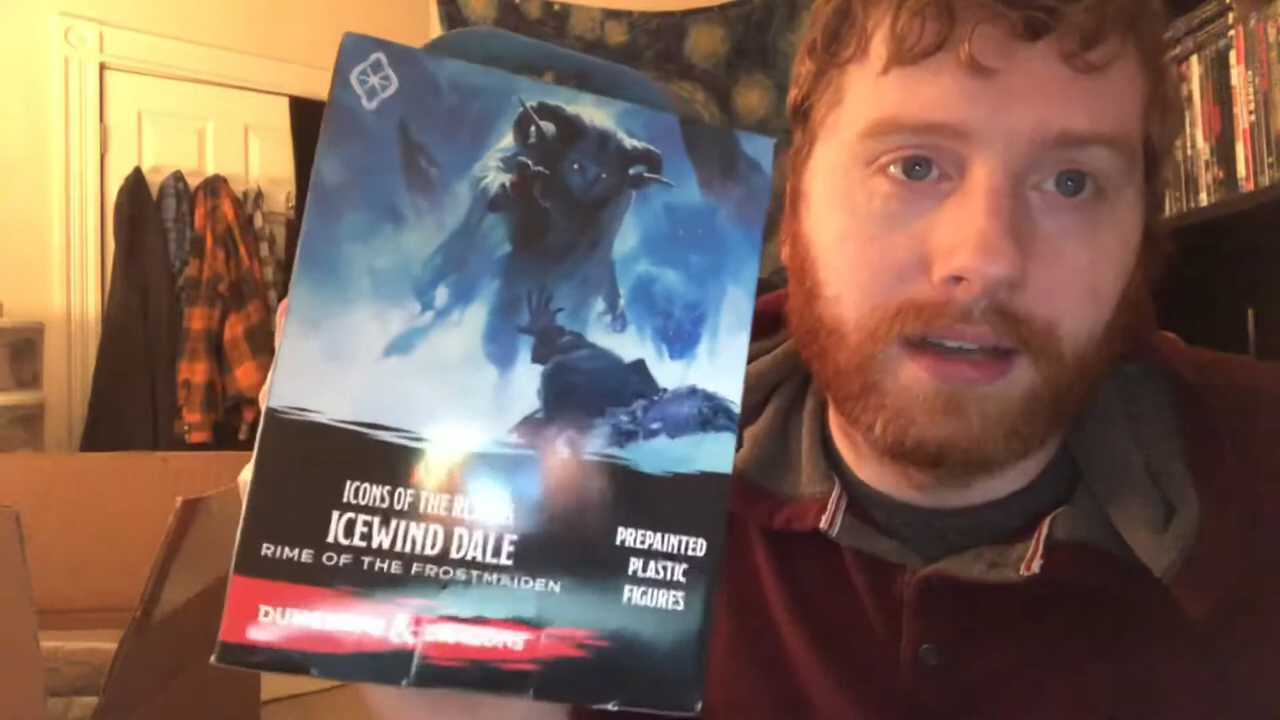 ICONS OF THE REALMS
ICEWIND DALE
RIME OF THE FROSTMAIDEN
PREPAINTED
PLASTIC
FIGURES
DUNGEONS & DRAGONS